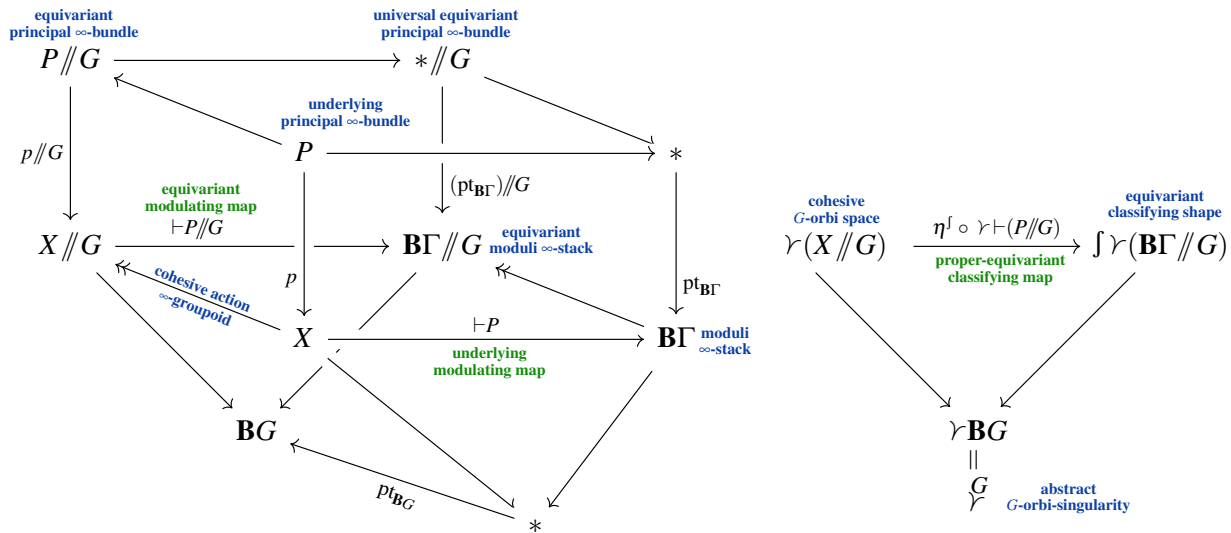 equivariant
principal ∞-bundle
universal equivariant
principal ∞-bundle
P⫽G
∗⫽G
underlying
principal ∞-bundle
p⫽G
P
∗
(pt_𝐁Γ)⫽G
equivariant
modulating map
⊢P⫽G
X⫽G
𝐁Γ⫽G
equivariant
moduli ∞-stack
cohesive action
∞-groupoid
p
pt_𝐁Γ
X
⊢P
underlying
modulating map
𝐁Γ
moduli
∞-stack
𝐁G
pt_𝐁G
∗
cohesive
G-orbi space
equivariant
classifying shape
ʏ(X⫽G)
η^ʃ ∘ ʏ⊢(P⫽G)
ʃʏ(𝐁Γ⫽G)
proper-equivariant
classifying map
ʏ𝐁G
||
G
ʏ
abstract
G-orbi-singularity